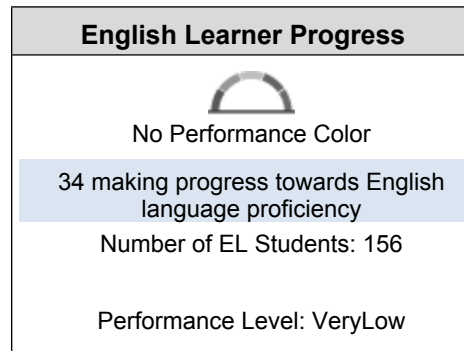 English Learner Progress
No Performance Color
34 making progress towards English
language proficiency
Number of EL Students: 156
Performance Level: VeryLow